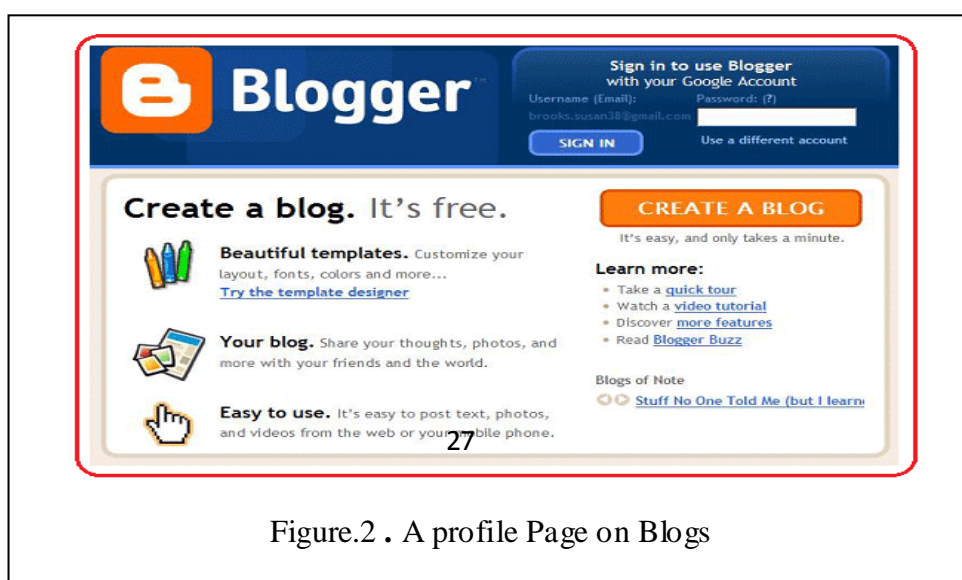 Blogger™
Sign in to use Blogger
with your Google Account
Username (Email):
Password: (?)
brooks.susan38@gmail.com
SIGN IN
Use a different account
Create a blog. It's free.
Beautiful templates. Customize your
layout, fonts, colors and more...
Try the template designer
Your blog. Share your thoughts, photos, and
more with your friends and the world.
Easy to use. It's easy to post text, photos,
and videos from the web or your mobile phone.
27
CREATE A BLOG
It's easy, and only takes a minute.
Learn more:
• Take a quick tour
• Watch a video tutorial
• Discover more features
• Read Blogger Buzz
Blogs of Note
Stuff No One Told Me (but I learne
Figure.2 . A profile Page on Blogs